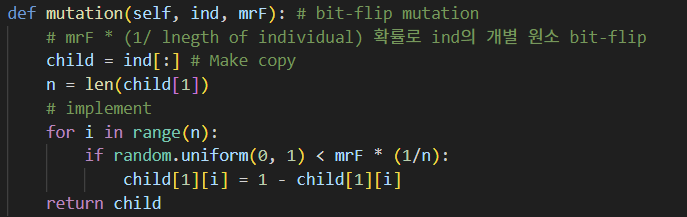 def mutation(self, ind, mrF): # bit-flip mutation
    # mrF * (1/ lnegth of individual) 확률로 ind의 개별 원소 bit-flip
    child = ind[:] # Make copy
    n = len(child[1])
    # implement
    for i in range(n):
        if random.uniform(0, 1) < mrF * (1/n):
            child[1][i] = 1 - child[1][i]
    return child